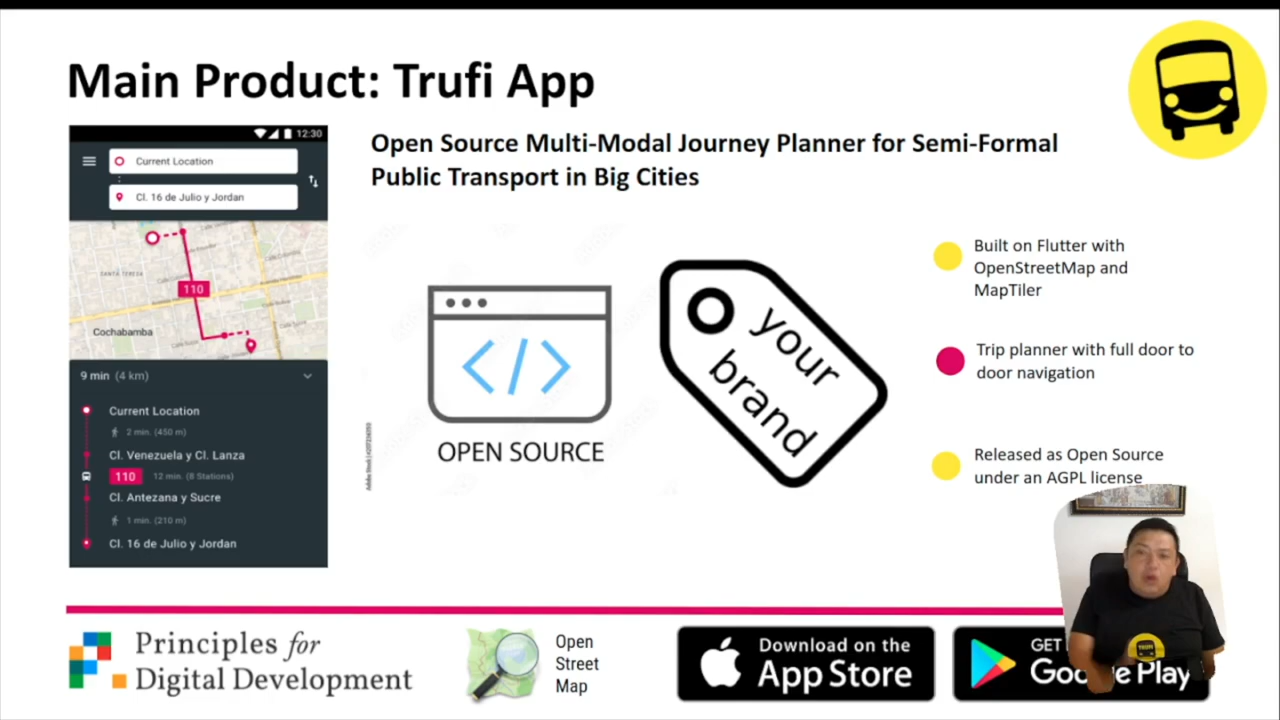 Main Product: Trufi App
12:30
Current Location
Cl. 16 de Julio y Jordan
SANTA TERESA
110
Cochabamba
9 min (4 km)
Current Location
2 min. (450 m)
Cl. Venezuela y Cl. Lanza
110 12 min. (8 Stations)
Cl. Antezana y Sucre
1 min. (210 m)
Cl. 16 de Julio y Jordan
Open Source Multi-Modal Journey Planner for Semi-Formal
Public Transport in Big Cities
</>
OPEN SOURCE
your
brand
Built on Flutter with
OpenStreetMap and
MapTiler
Trip planner with full door to
door navigation
Released as Open Source
under an AGPL license
TRUFI
Principles for
Digital Development
Open
Street
Map
Download on the
App Store
GET
Google Play